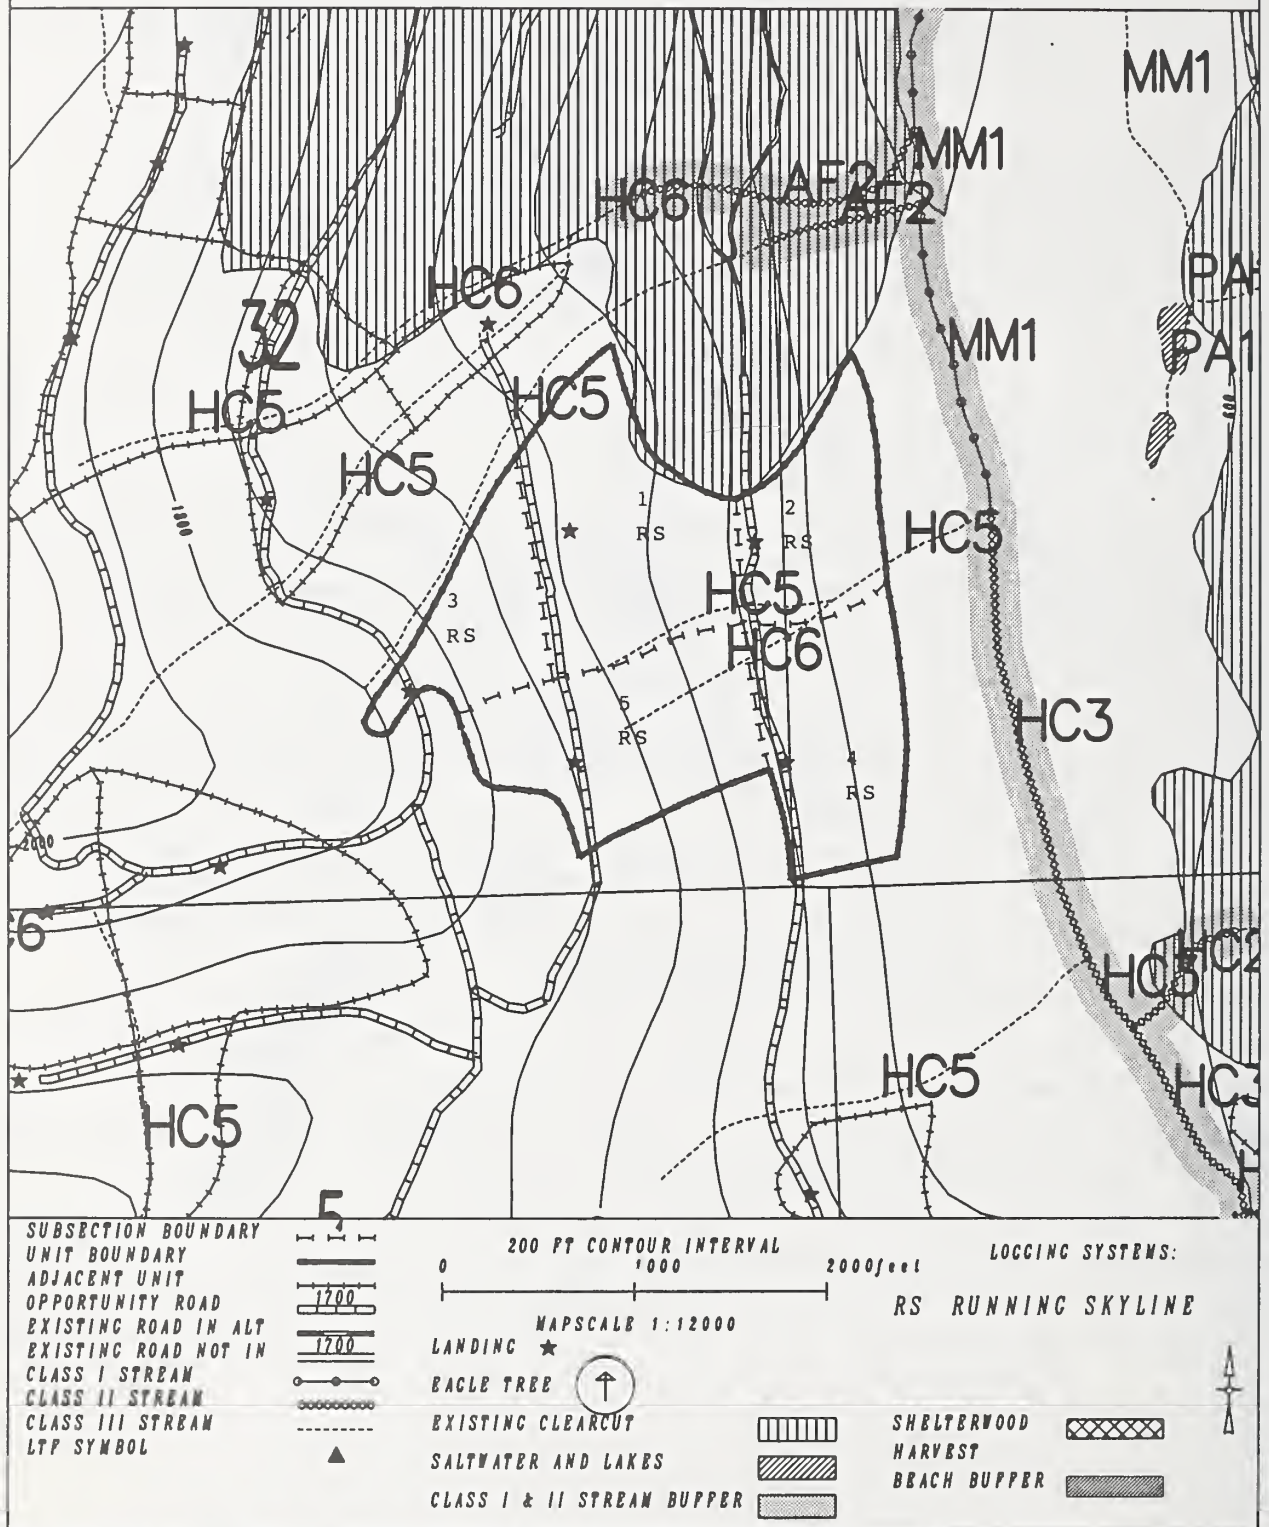 MM1
MM1
AF2
HC6
AF2
HC6
PA
32
MM1
PA1
HC5
HC5
600
HC5
1
RS
2
RS
1800
HC5
HC5
3
RS
HC6
5
RS
HC3
4
RS
2000
C6
HC2
HC5
HC5
HC3
HC5
H
5
SUBSECTION BOUNDARY
UNIT BOUNDARY
ADJACENT UNIT
OPPORTUNITY ROAD 1700
EXISTING ROAD IN ALT
EXISTING ROAD NOT IN 1700
CLASS I STREAM
CLASS II STREAM
CLASS III STREAM
LTF SYMBOL
200 FT CONTOUR INTERVAL
0 1000 2000feet
MAPSCALE 1:12000
LANDING
EAGLE TREE
EXISTING CLEARCUT
SALTWATER AND LAKES
CLASS I & II STREAM BUFFER
LOGGING SYSTEMS:
RS RUNNING SKYLINE
SHELTERWOOD
HARVEST
BEACH BUFFER